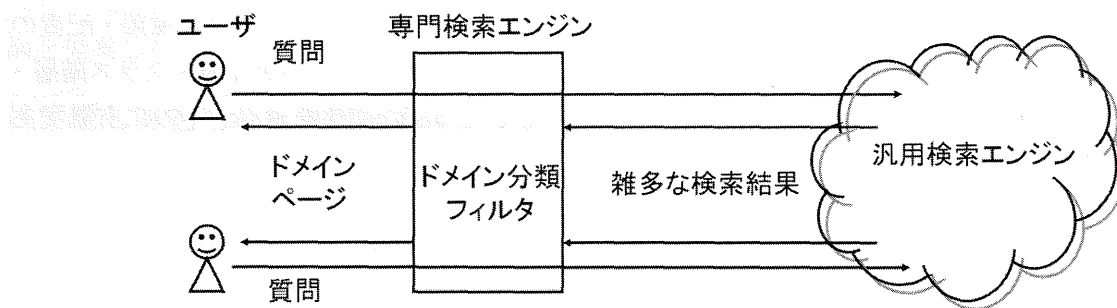 ユーザ
専門検索エンジン
質問
ドメイン
ページ
ドメイン分類
フィルタ
雑多な検索結果
汎用検索エンジン
質問